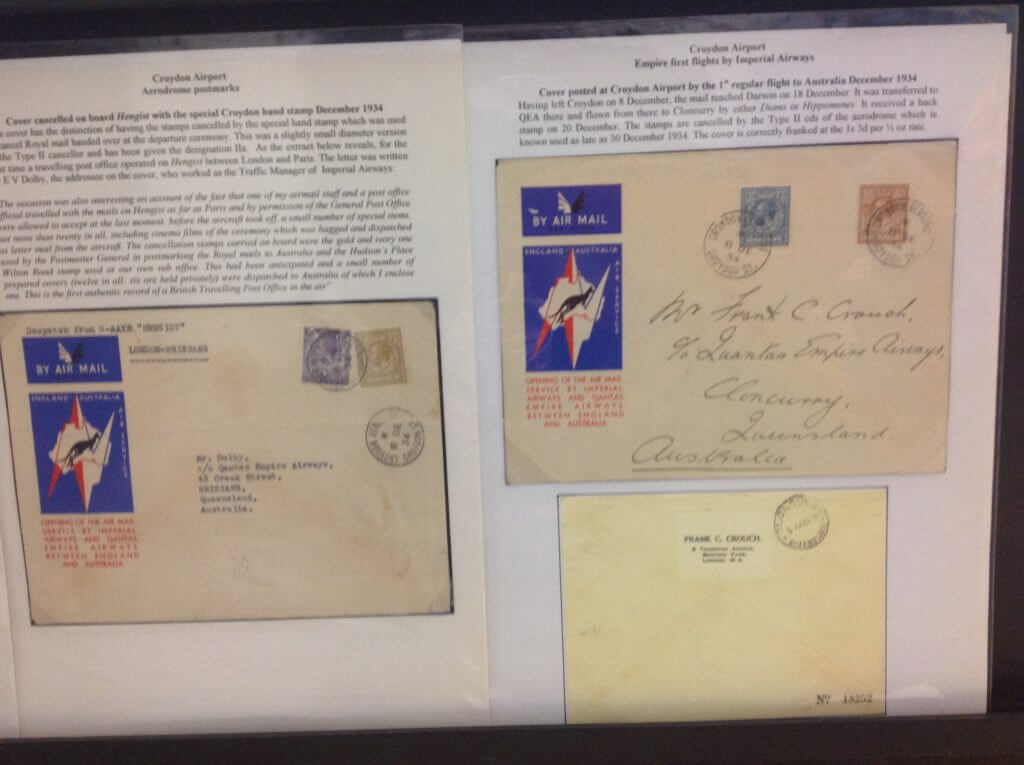 Croydon Airport
Aerodrome postmarks
Cover cancelled on board Hengist with the special Croydon hand stamp December 1934
s cover has the distinction of having the stamps cancelled by the special hand stamp which was used
cancel Royal mail handed over at the departure ceremony. This was a slightly small diameter version
the Type II canceller and has been given the designation IIa. As the extract below reveals, for the
st time a travelling post office operated on Hengist between London and Paris. The letter was written
E V Dolby, the addressee on the cover, who worked as the Traffic Manager of Imperial Airways:
The occasion was also interesting on account of the fact that one of my airmail staff and a post office
official travelled with the mails on Hengist as far as Paris and by permission of the General Post Office
were allowed to accept at the last moment, before the aircraft took off, a small number of special items,
not more than twenty in all, including cinema films of the ceremony which was bagged and dispatched
as letter mail from the aircraft. The cancellation stamps carried on board were the gold and ivory one
used by the Postmaster General in postmarking the Royal mails to Australia and the Hudson's Place
Wilton Road stamp used at our own sub office. This had been anticipated and a small number of
prepared covers (twelve in all: six are held privately) were dispatched to Australia of which I enclose
one. This is the first authentic record of a British Travelling Post Office in the air"
Despatch from G-AAXE "HENGIST"
LONDON-BRISBANE
BY AIR MAIL
ENGLAND AUSTRALIA
AIR SERVICE
OPENING OF THE AIR MAIL
SERVICE BY IMPERIAL
AIRWAYS AND QANTAS
EMPIRE AIRWAYS
BETWEEN ENGLAND
AND AUSTRALIA
Mr. Dolby,
c/o Qantas Empire Airways,
43 Creek Street,
BRISBANE,
Queensland,
Australia.
8 DE
34
Croydon Airport
Empire first flights by Imperial Airways
Cover posted at Croydon Airport by the 1st regular flight to Australia December 1934
Having left Croydon on 8 December, the mail reached Darwin on 18 December. It was transferred to
QEA there and flown from there to Cloncurry by either Diana or Hippomenes. It received a back
stamp on 20 December. The stamps are cancelled by the Type II cds of the aerodrome which is
known used as late as 30 December 1934. The cover is correctly franked at the 1s 3d per ½ oz rate.
BY AIR MAIL
ENGLAND AUSTRALIA
AIR SERVICE
OPENING OF THE AIR MAIL
SERVICE BY IMPERIAL
AIRWAYS AND QANTAS
EMPIRE AIRWAYS
BETWEEN ENGLAND
AND AUSTRALIA
8 DE
34
CROYDON
Mr Frank C. Crouch,
c/o Quantas Empire Airways,
Cloncurry,
Queensland.
Australia.
FRANK C. CROUCH.
London, W.4.
No 18252